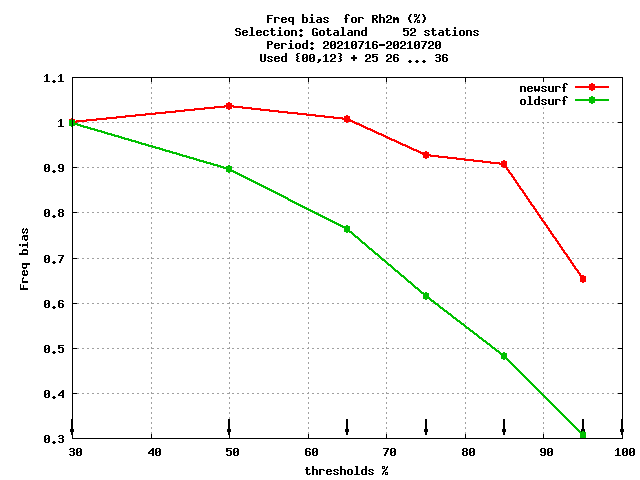 Freq bias  for Rh2m (%)
Selection: Gotaland     52 stations
Period: 20210716-20210720
Used {00,12} + 25 26 ... 36
newsurf
oldsurf
1.1
1
0.9
0.8
0.7
0.6
0.5
0.4
0.3
Freq bias
30 40 50 60 70 80 90 100
thresholds %